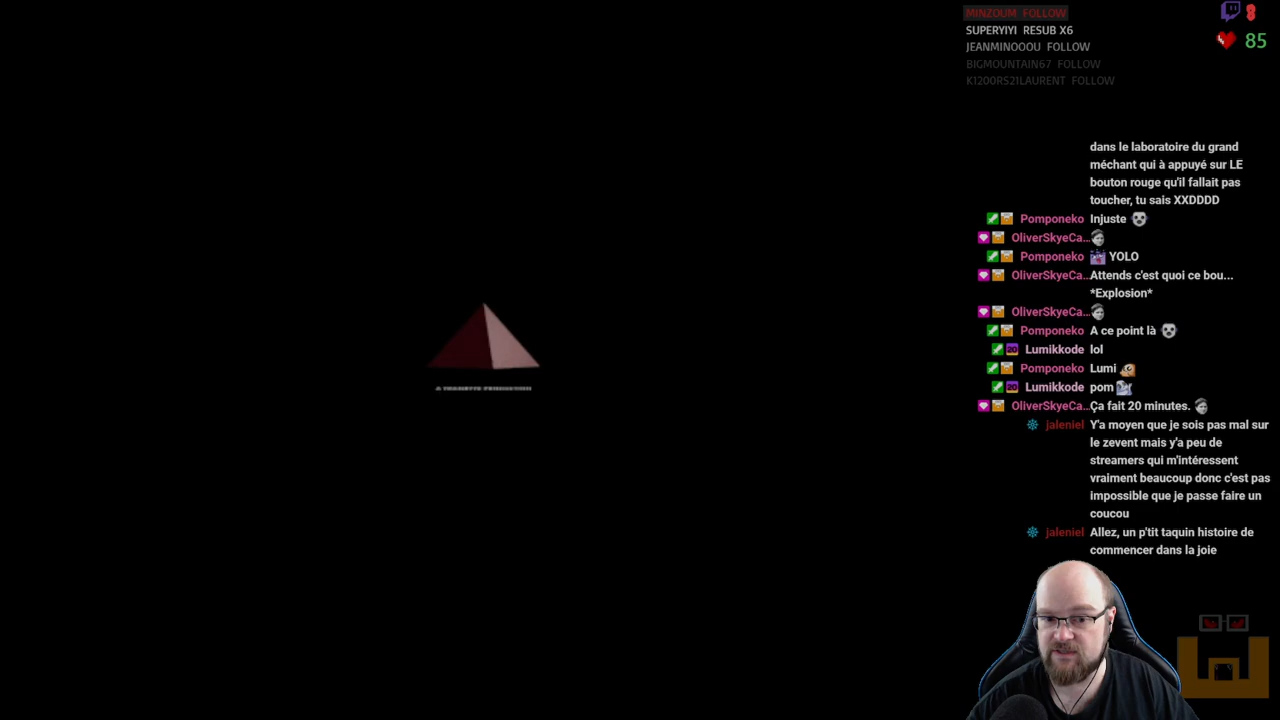 MINZOUM FOLLOW
8
SUPERYIYI RESUB X6
85
JEANMINOOOU FOLLOW
BIGMOUNTAIN67 FOLLOW
K1200RS21LAURENT FOLLOW
dans le laboratoire du grand
méchant qui à appuyé sur LE
bouton rouge qu'il fallait pas
toucher, tu sais XXDDDD
Pomponeko Injuste
OliverSkyeCa...
Pomponeko YOLO
OliverSkyeCa... Attends c'est quoi ce bou...
*Explosion*
OliverSkyeCa...
Pomponeko A ce point là
20 Lumikkode lol
Pomponeko Lumi
20 Lumikkode pom
OliverSkyeCa... Ça fait 20 minutes.
jaleniel Y'a moyen que je sois pas mal sur
le zevent mais y'a peu de
streamers qui m'intéressent
vraiment beaucoup donc c'est pas
impossible que je passe faire un
coucou
jaleniel Allez, un p'tit taquin histoire de
commencer dans la joie